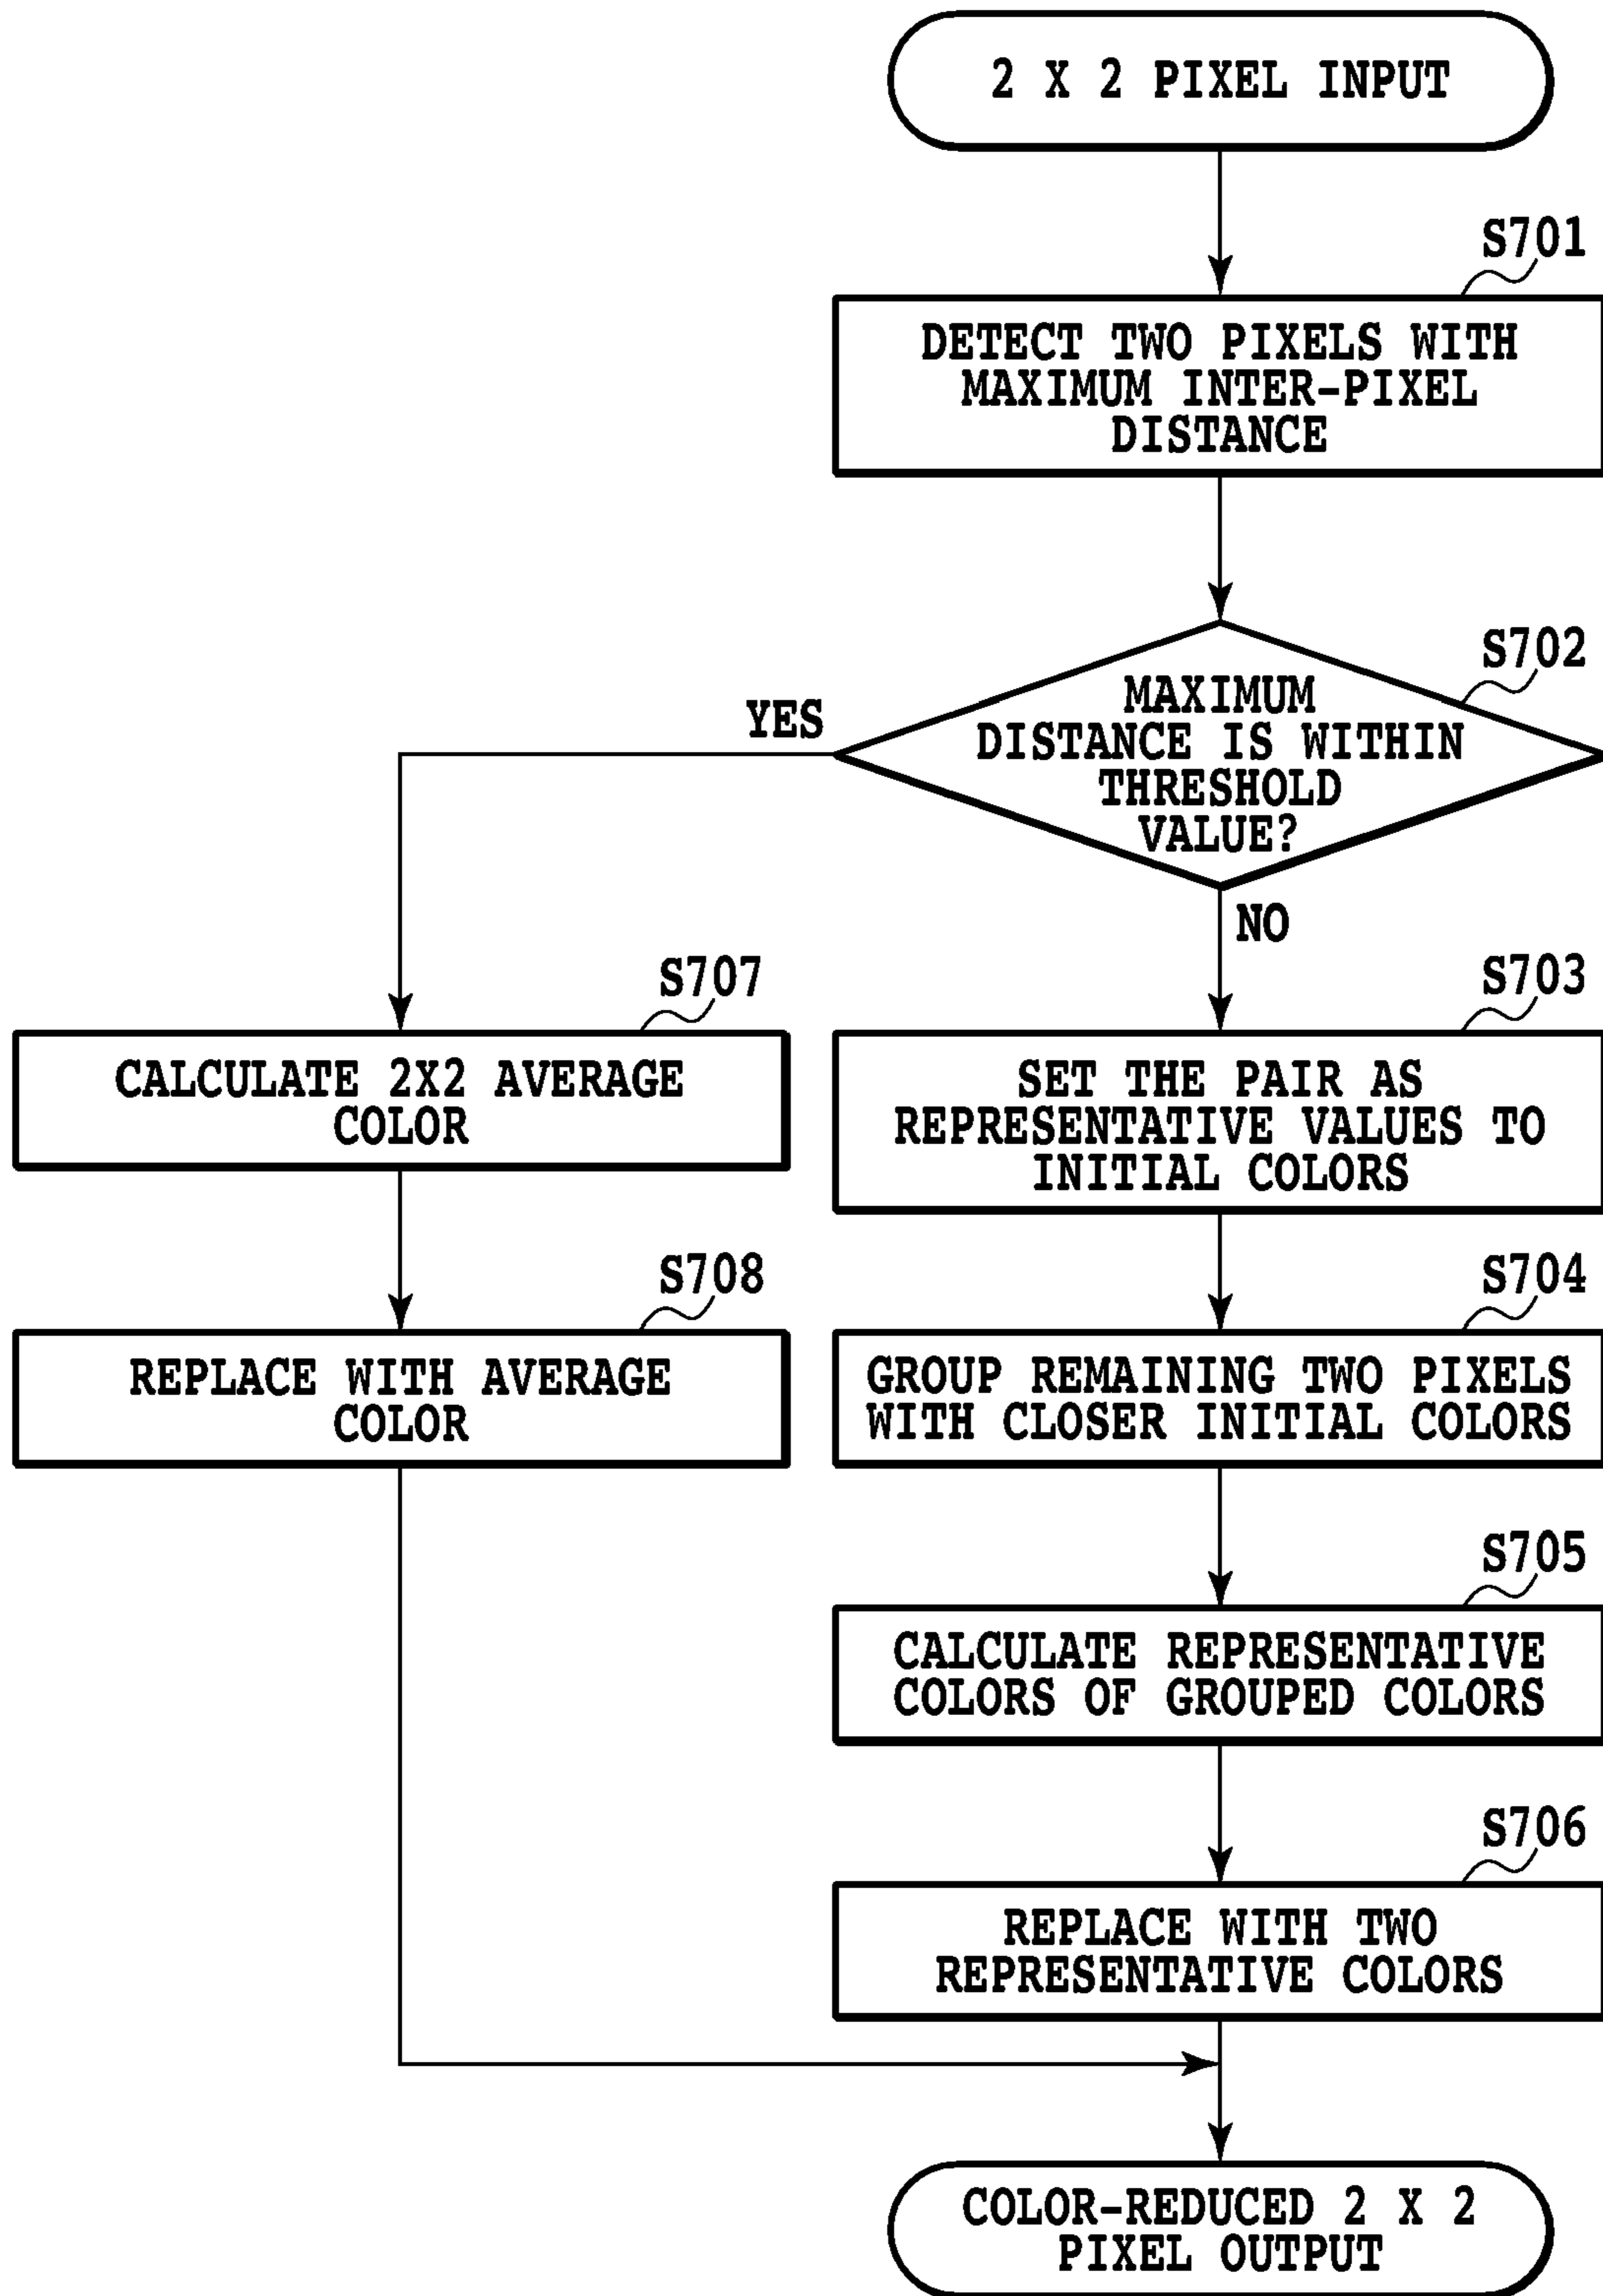 2 X 2 PIXEL INPUT
S701
DETECT TWO PIXELS WITH
MAXIMUM INTER-PIXEL
DISTANCE
S702
MAXIMUM
DISTANCE IS WITHIN
THRESHOLD
VALUE?
YES
NO
S707
CALCULATE 2X2 AVERAGE
COLOR
S708
REPLACE WITH AVERAGE
COLOR
S703
SET THE PAIR AS
REPRESENTATIVE VALUES TO
INITIAL COLORS
S704
GROUP REMAINING TWO PIXELS
WITH CLOSER INITIAL COLORS
S705
CALCULATE REPRESENTATIVE
COLORS OF GROUPED COLORS
S706
REPLACE WITH TWO
REPRESENTATIVE COLORS
COLOR-REDUCED 2 X 2
PIXEL OUTPUT